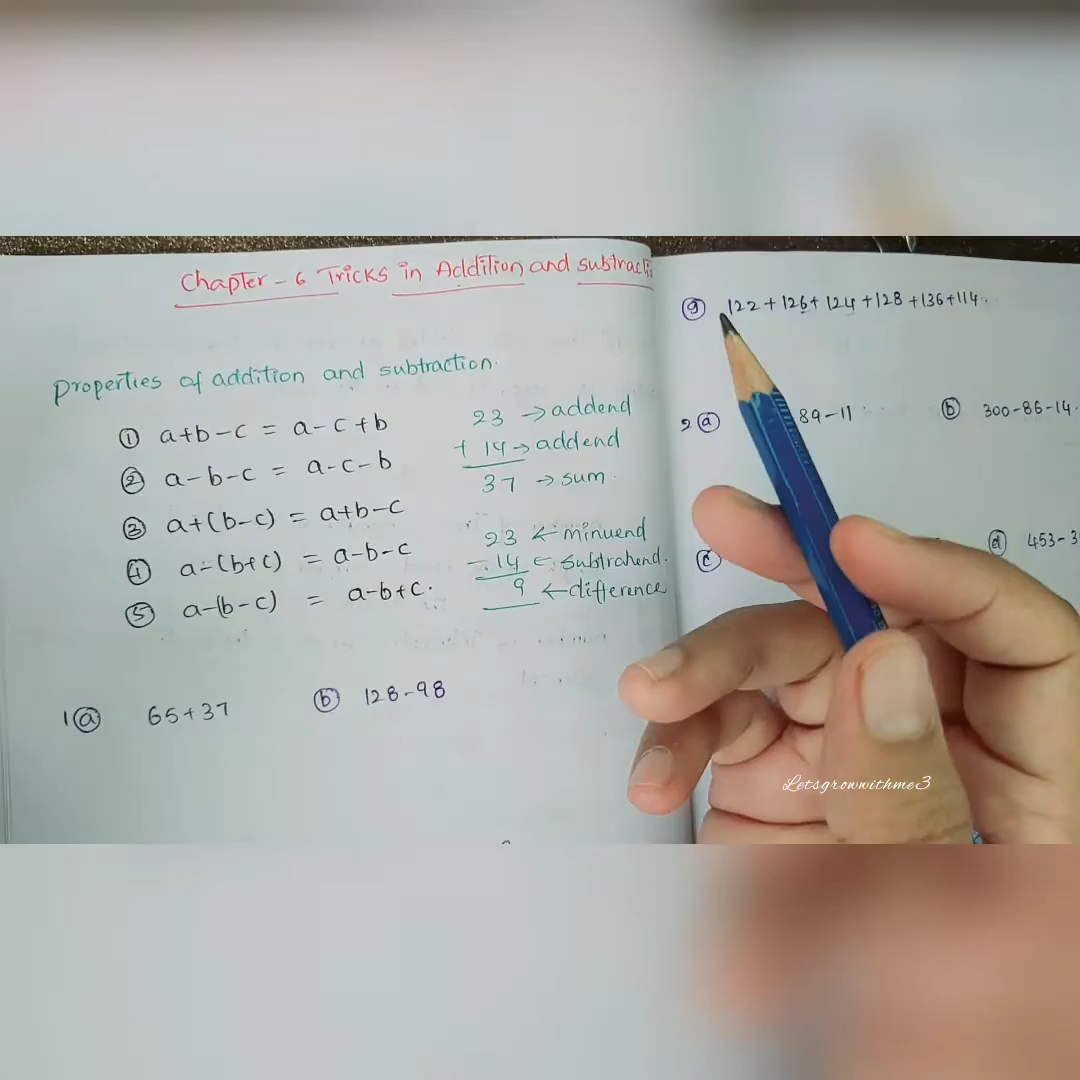 Chapter - 6 Tricks in Addition and subtracti
Properties of addition and subtraction.
① a+b-c = a-c+b
② a-b-c = a-c-b
③ a+(b-c) = a+b-c
④ a-(b+c) = a-b-c
⑤ a-(b-c) = a-b+c.
23 → addend
+ 14 → addend
37 → sum.
23 ← minuend
- 14 ← subtrahend.
9 ← difference
1 ⓐ 65+37
ⓑ 128-98
ⓖ 122+126+124+128+136+114.
2 ⓐ 89-11
ⓑ 300-86-14.
ⓒ
ⓓ 453-3
Letsgrowwithme3